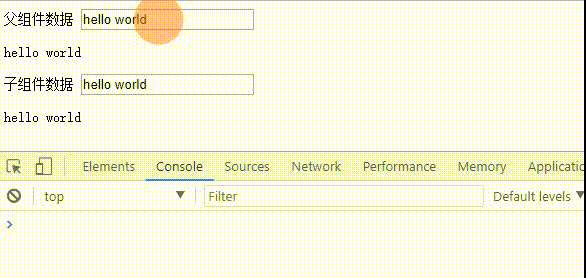 父组件数据 hello world
hello world
子组件数据 hello world
hello world
Elements Console Sources Network Performance Memory Applicatio
top Filter Default levels